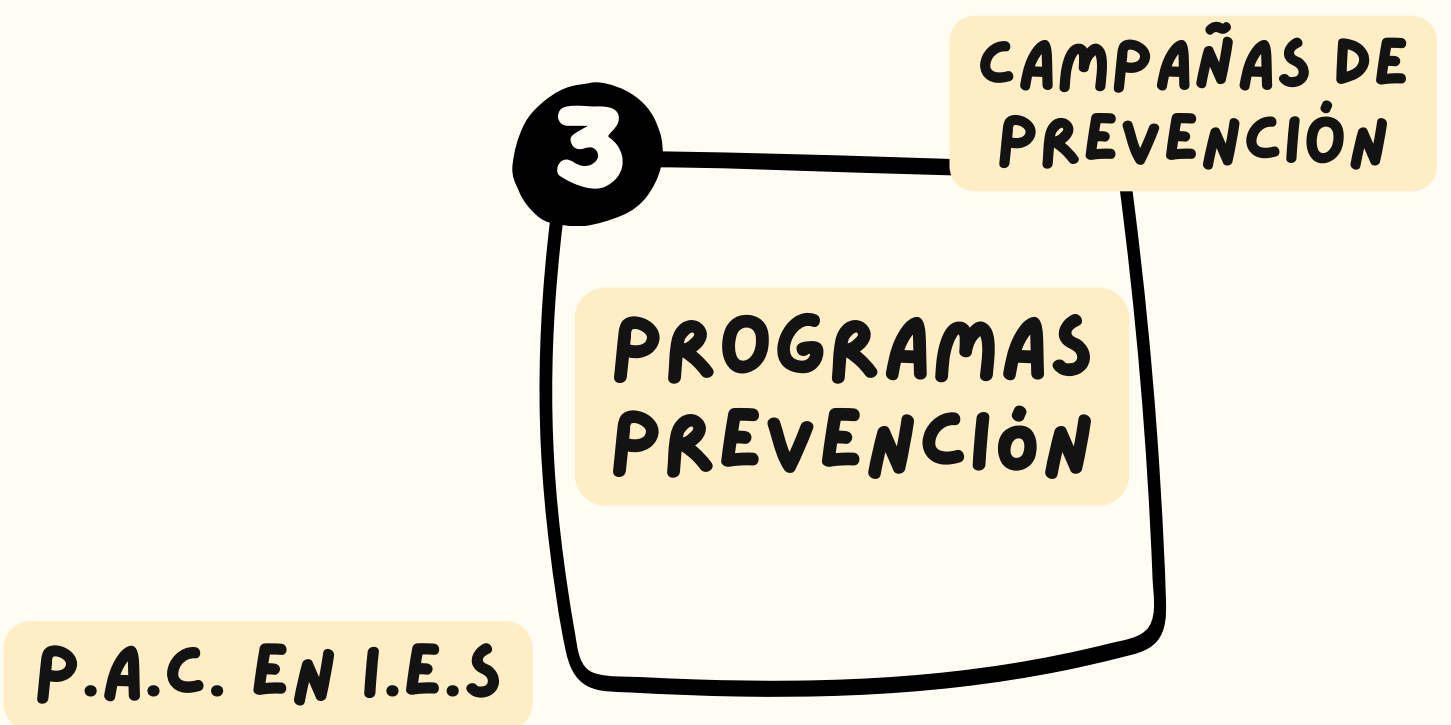 CAMPAÑAS DE
PREVENCIÓN
3
PROGRAMAS
PREVENCIÓN
P.A.C. EN I.E.S